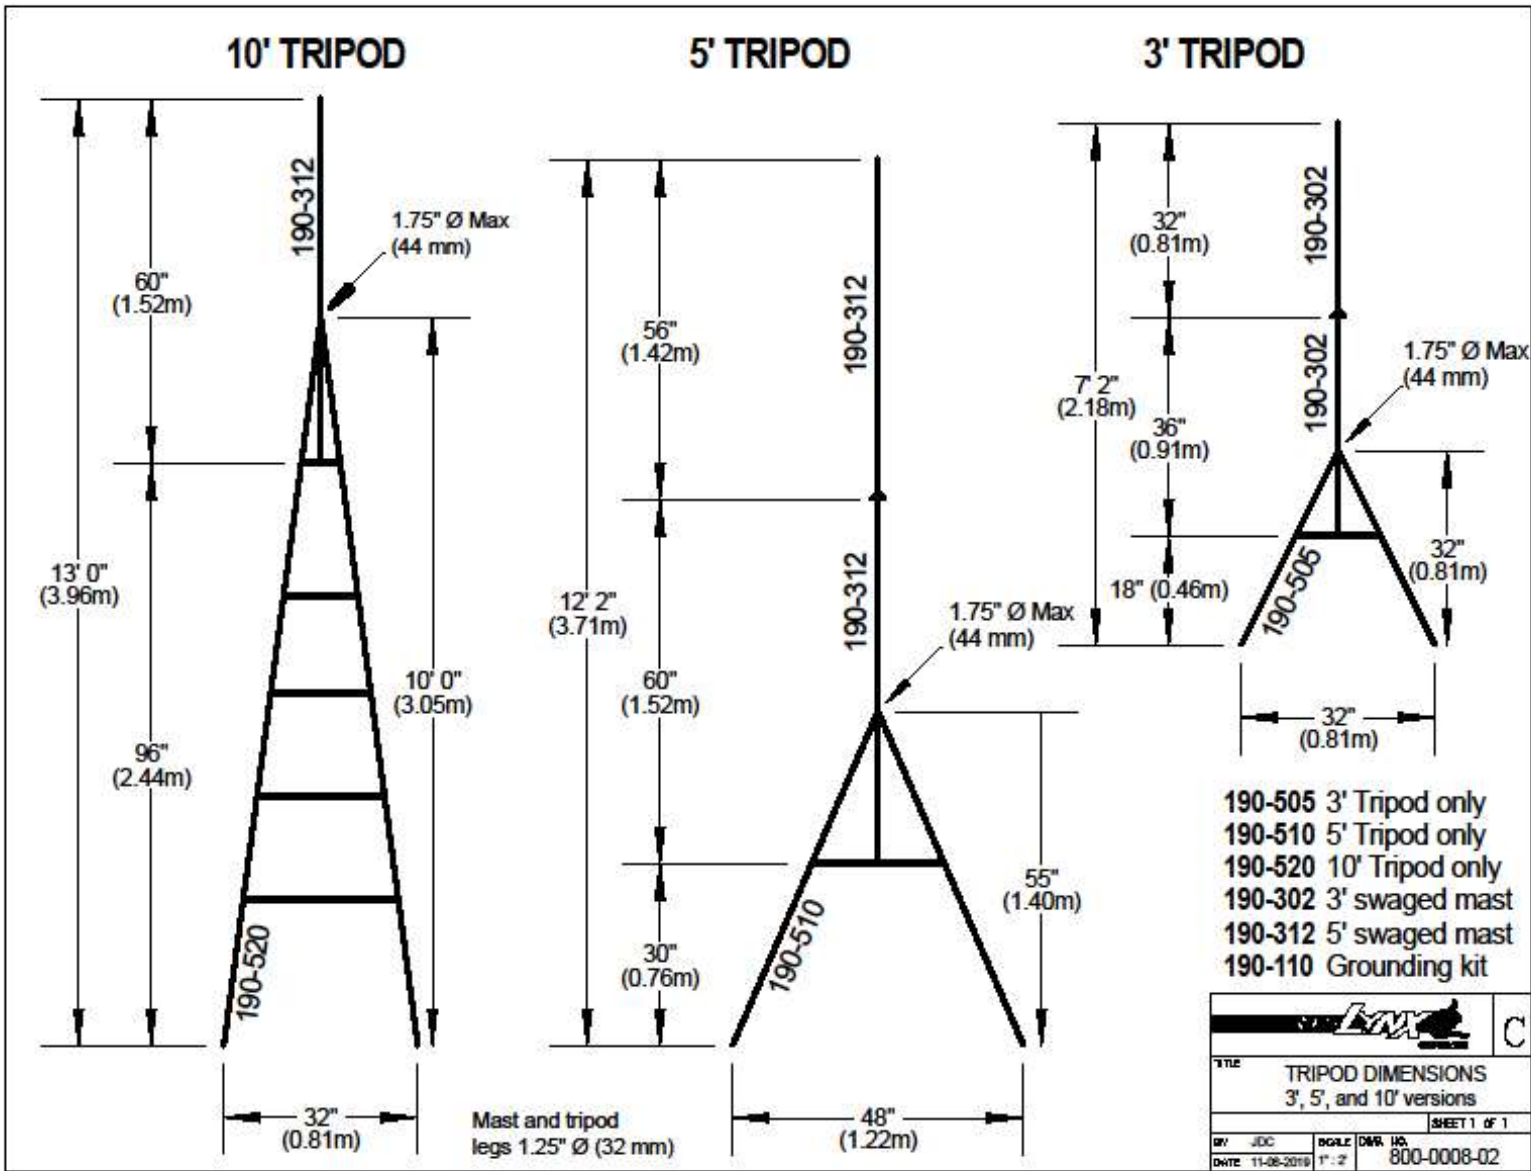 10' TRIPOD
5' TRIPOD
3' TRIPOD
190-312
1.75" Ø Max
(44 mm)
60"
(1.52m)
13' 0"
(3.96m)
10' 0"
(3.05m)
96"
(2.44m)
190-520
32"
(0.81m)
Mast and tripod
legs 1.25" Ø (32 mm)
190-312
56"
(1.42m)
12' 2"
(3.71m)
190-312
1.75" Ø Max
(44 mm)
60"
(1.52m)
55"
(1.40m)
30"
(0.76m)
190-510
48"
(1.22m)
190-302
32"
(0.81m)
190-302
1.75" Ø Max
(44 mm)
7' 2"
(2.18m)
36"
(0.91m)
32"
(0.81m)
18" (0.46m)
190-505
32"
(0.81m)
190-505 3' Tripod only
190-510 5' Tripod only
190-520 10' Tripod only
190-302 3' swaged mast
190-312 5' swaged mast
190-110 Grounding kit
LYNX
C
TITLE
TRIPOD DIMENSIONS
3', 5', and 10' versions
SHEET 1 OF 1
BY JDC
SCALE
1" : 2'
DWR. NO.
800-0008-02
DATE 11-08-2019